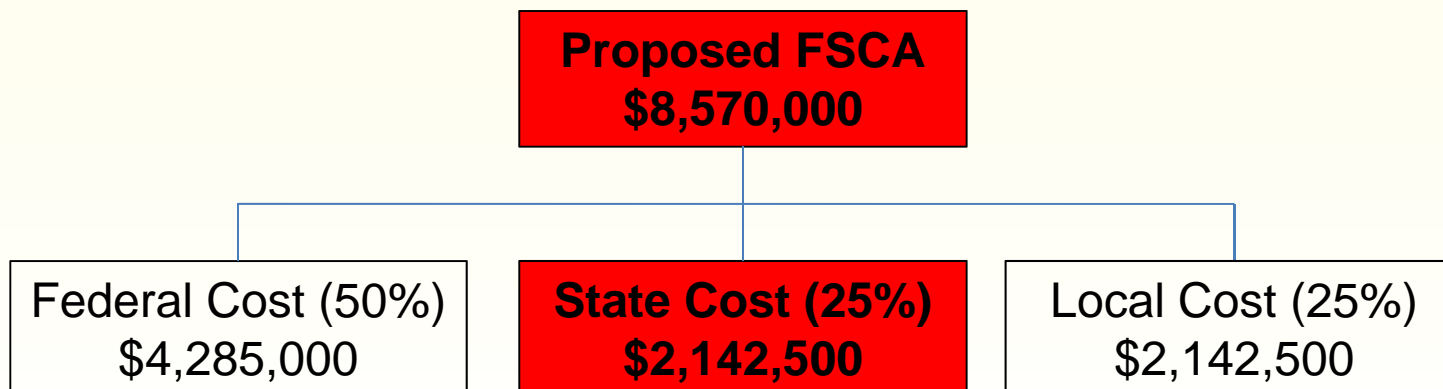 Proposed FSCA
$8,570,000
Federal Cost (50%)
$4,285,000
State Cost (25%)
$2,142,500
Local Cost (25%)
$2,142,500